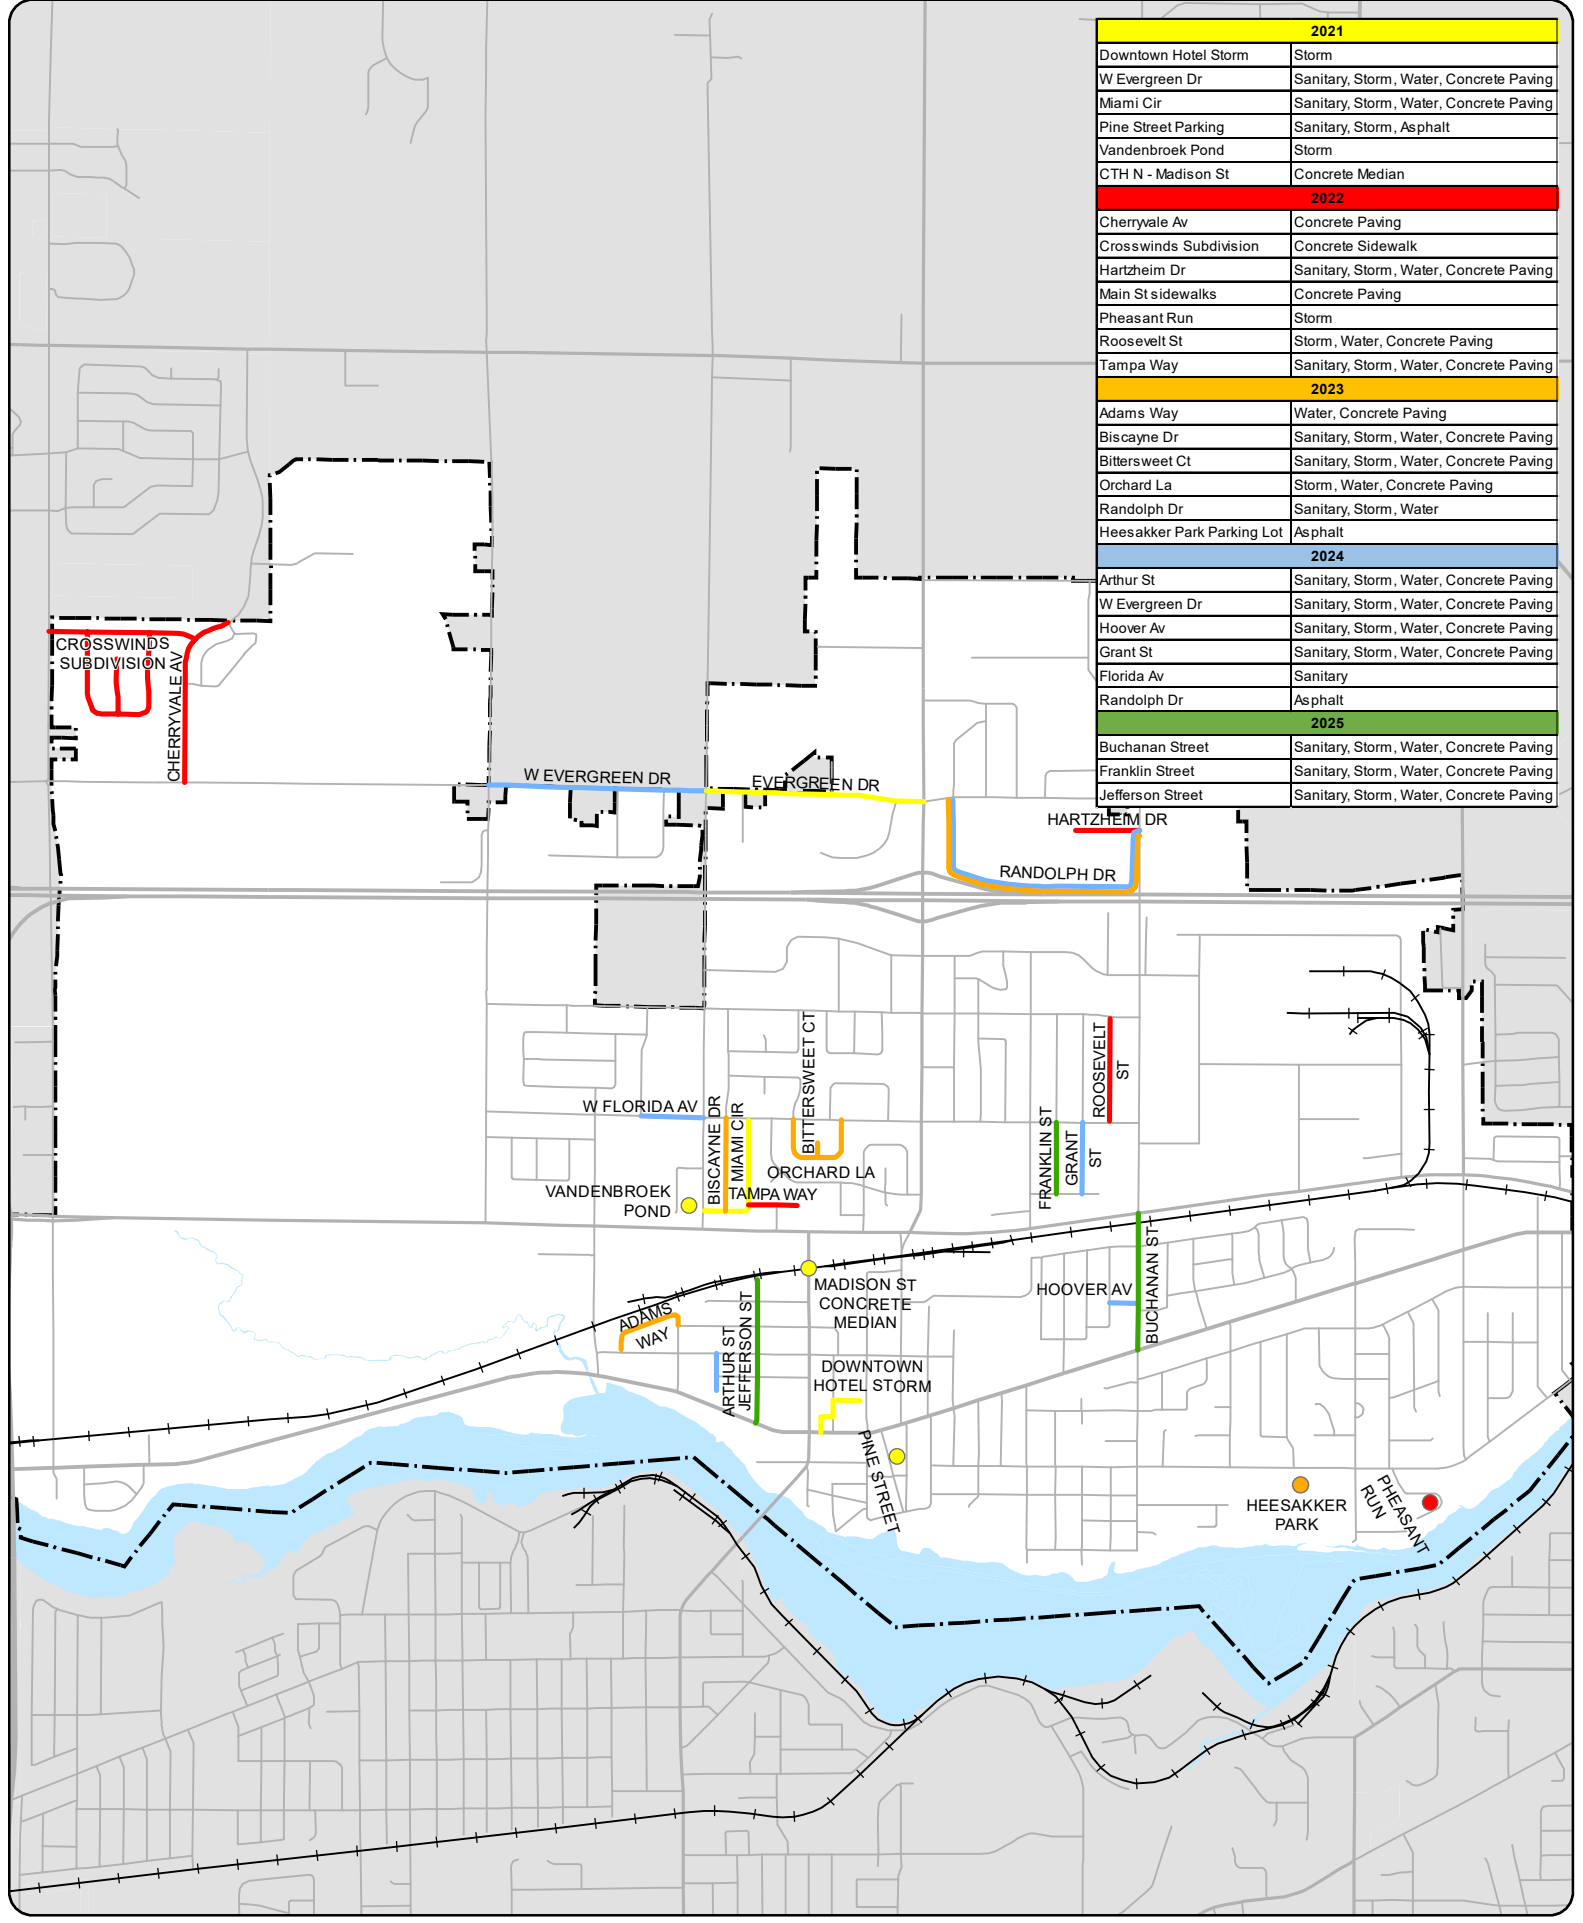 2021
Downtown Hotel Storm Storm
W Evergreen Dr Sanitary, Storm, Water, Concrete Paving
Miami Cir Sanitary, Storm, Water, Concrete Paving
Pine Street Parking Sanitary, Storm, Asphalt
Vandenbroek Pond Storm
CTH N - Madison St Concrete Median
2022
Cherryvale Av Concrete Paving
Crosswinds Subdivision Concrete Sidewalk
Hartzheim Dr Sanitary, Storm, Water, Concrete Paving
Main St sidewalks Concrete Paving
Pheasant Run Storm
Roosevelt St Storm, Water, Concrete Paving
Tampa Way Sanitary, Storm, Water, Concrete Paving
2023
Adams Way Water, Concrete Paving
Biscayne Dr Sanitary, Storm, Water, Concrete Paving
Bittersweet Ct Sanitary, Storm, Water, Concrete Paving
Orchard La Storm, Water, Concrete Paving
Randolph Dr Sanitary, Storm, Water
Heesakker Park Parking Lot Asphalt
2024
Arthur St Sanitary, Storm, Water, Concrete Paving
W Evergreen Dr Sanitary, Storm, Water, Concrete Paving
Hoover Av Sanitary, Storm, Water, Concrete Paving
Grant St Sanitary, Storm, Water, Concrete Paving
Florida Av Sanitary
Randolph Dr Asphalt
2025
Buchanan Street Sanitary, Storm, Water, Concrete Paving
Franklin Street Sanitary, Storm, Water, Concrete Paving
Jefferson Street Sanitary, Storm, Water, Concrete Paving
CROSSWINDS
SUBDIVISION
CHERRYVALE AV
W EVERGREEN DR
EVERGREEN DR
HARTZHEIM DR
RANDOLPH DR
BITTERSWEET CT
ROOSEVELT
ST
W FLORIDA AV
BISCAYNE DR
MIAMI CIR
FRANKLIN ST
GRANT
ST
ORCHARD LA
VANDENBROEK
POND
TAMPA WAY
BUCHANAN ST
HOOVER AV
MADISON ST
CONCRETE
MEDIAN
ADAMS
WAY
ARTHUR ST
JEFFERSON ST
DOWNTOWN
HOTEL STORM
PINE STREET
HEESAKKER
PARK
PHEASANT
RUN